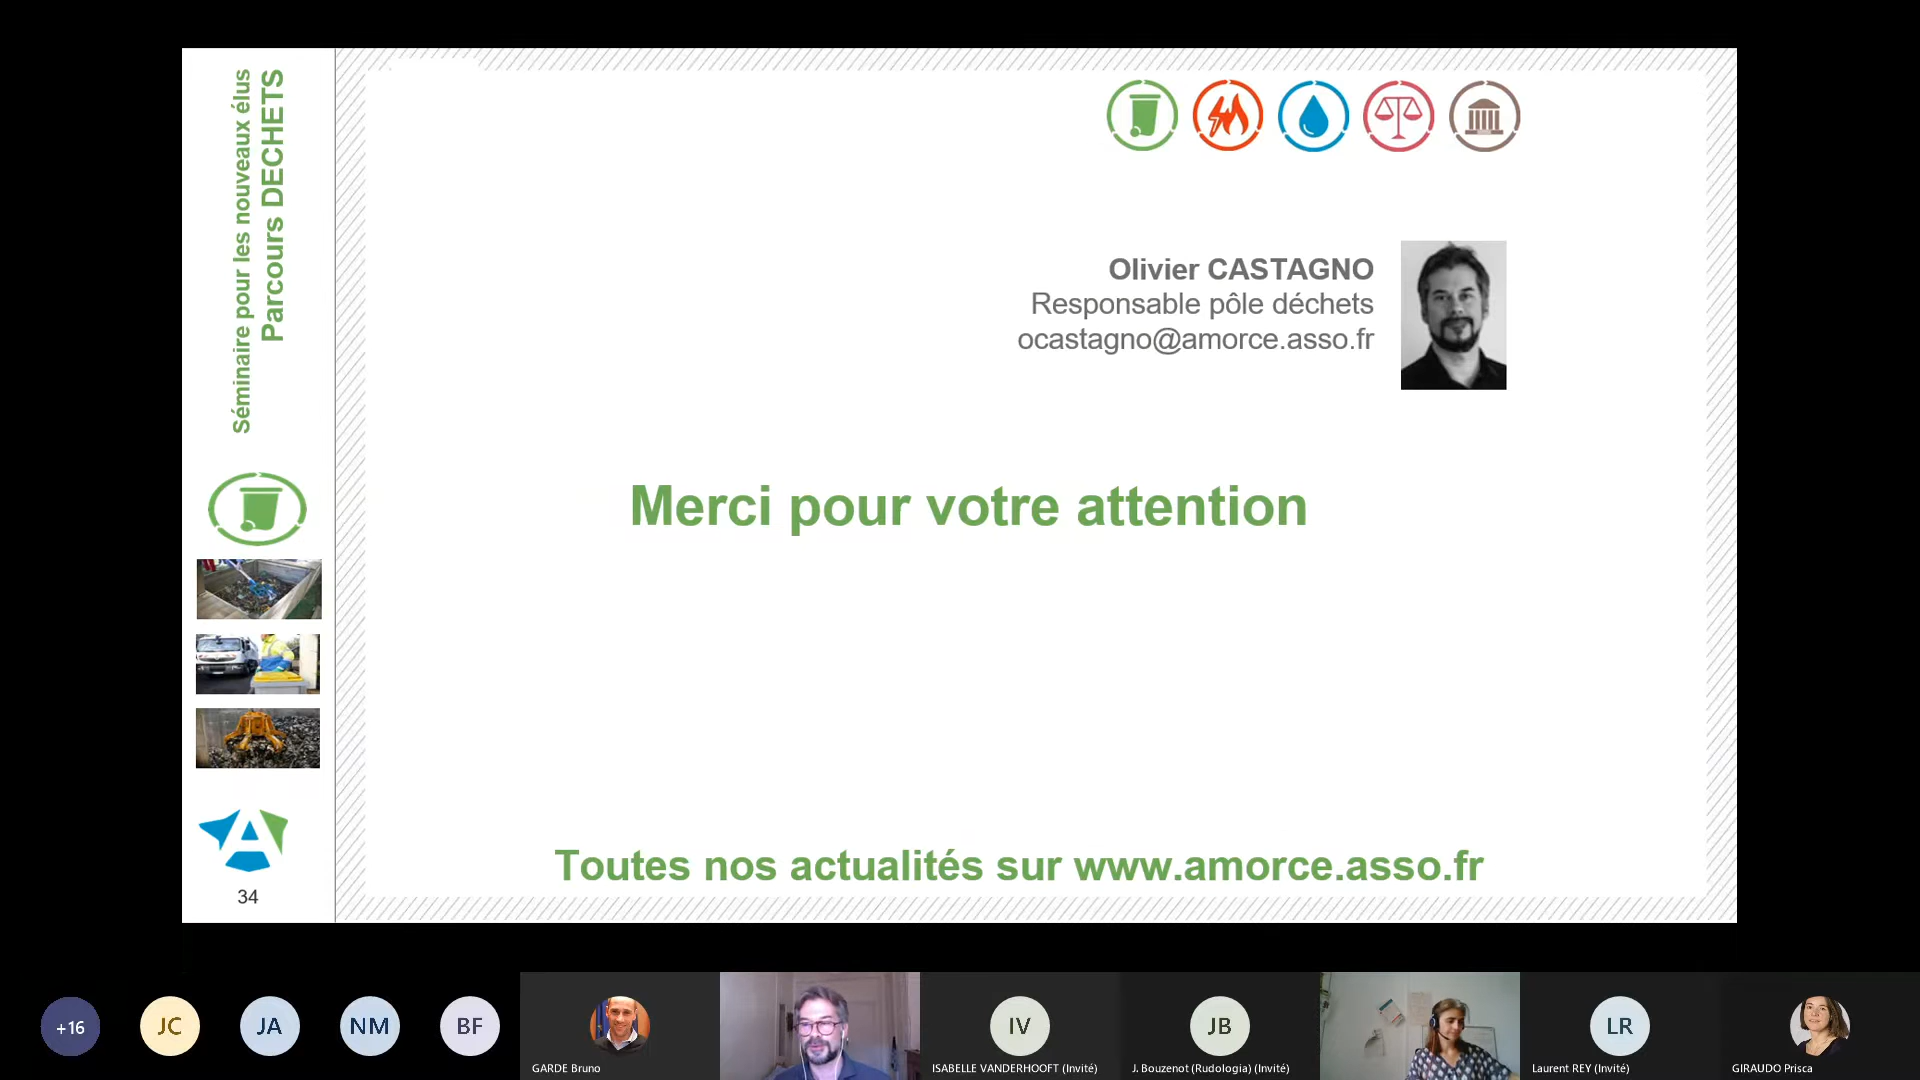 Séminaire pour les nouveaux élus
Parcours DECHETS
34
Olivier CASTAGNO
Responsable pôle déchets
ocastagno@amorce.asso.fr
Merci pour votre attention
Toutes nos actualités sur www.amorce.asso.fr
+16
JC
JA
NM
BF
GARDE Bruno
IV
ISABELLE VANDERHOOFT (Invité)
JB
J. Bouzenot (Rudologia) (Invité)
LR
Laurent REY (Invité)
GIRAUDO Prisca